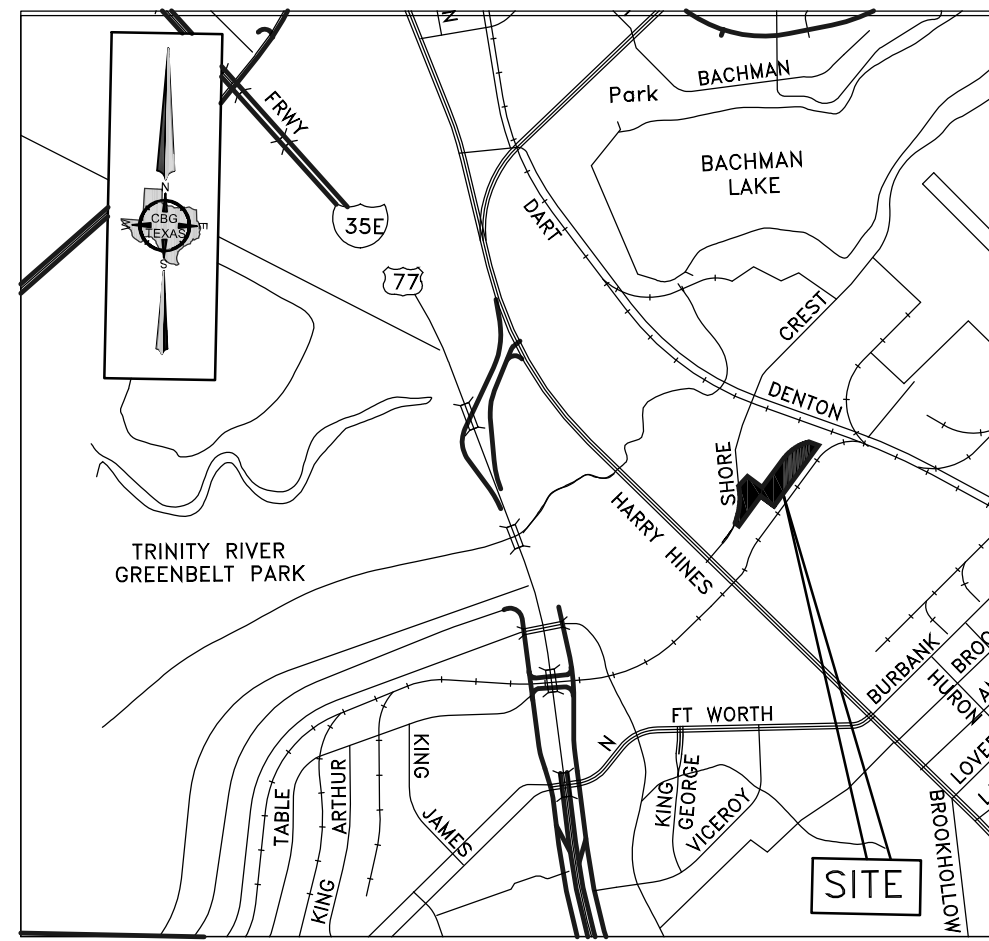 N
BACHMAN
Park
FRWY
BACHMAN
LAKE
N
CBG
W
E
TEXAS
S
35E
DART
77
CREST
DENTON
SHORE
HARRY HINES
TRINITY RIVER
GREENBELT PARK
BURBANK
BROO
HURON
FT WORTH
N
KING
LOVE
KING
GEORGE
TABLE
ARTHUR
JAMES
VICEROY
BROOKHOLLOW
KING
SITE